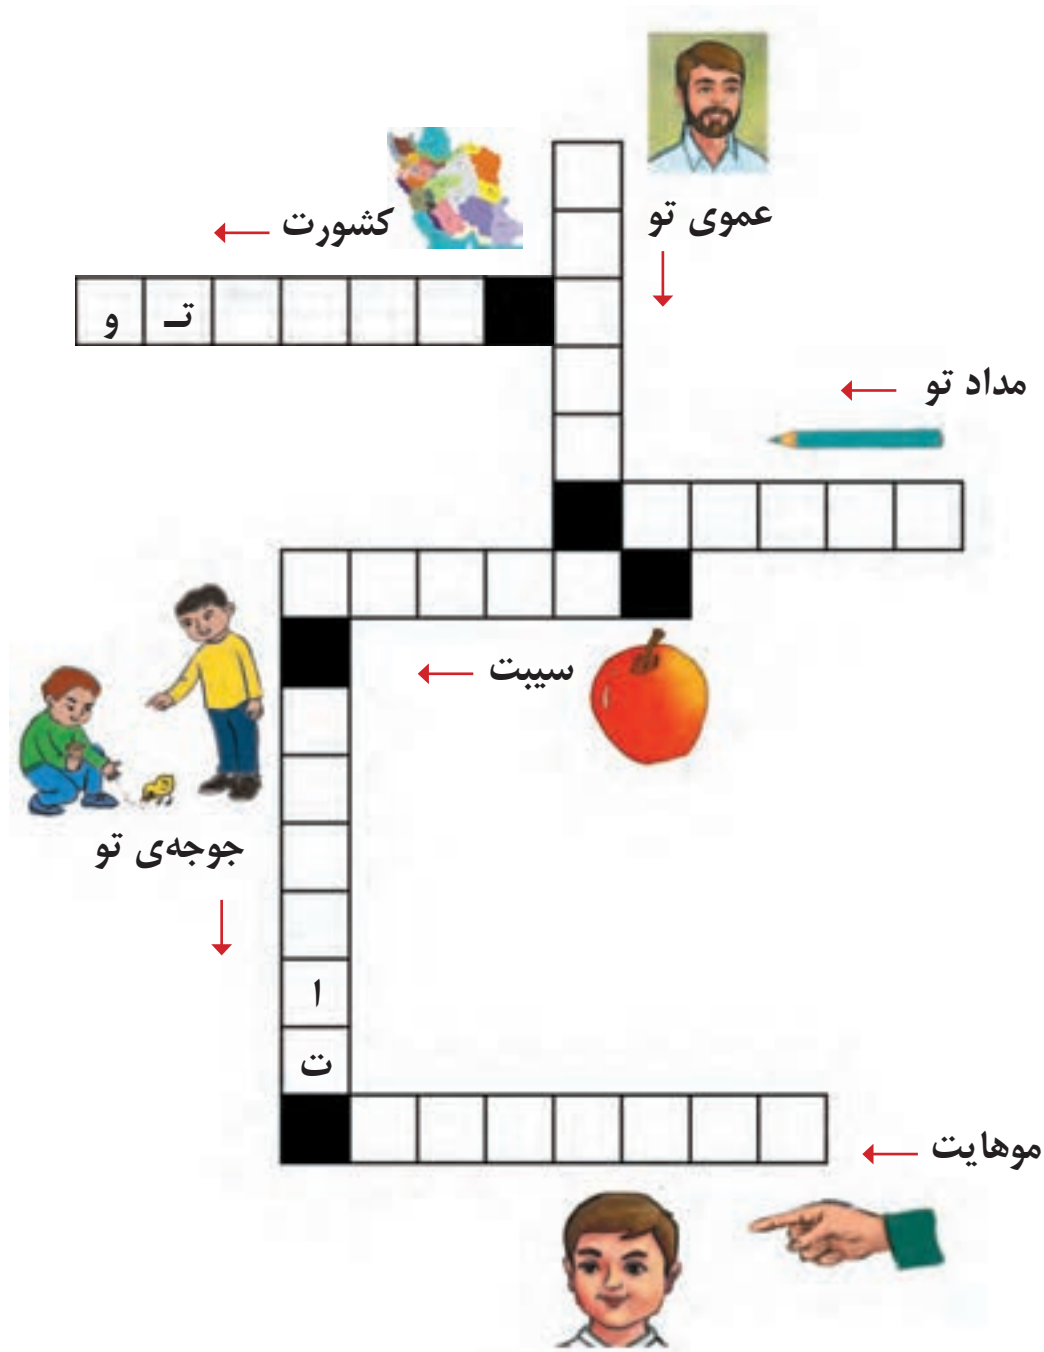 عموی تو
کشورت
تـ و
مداد تو
سیبت
جوجه‌ی تو
ا
ت
موهایت